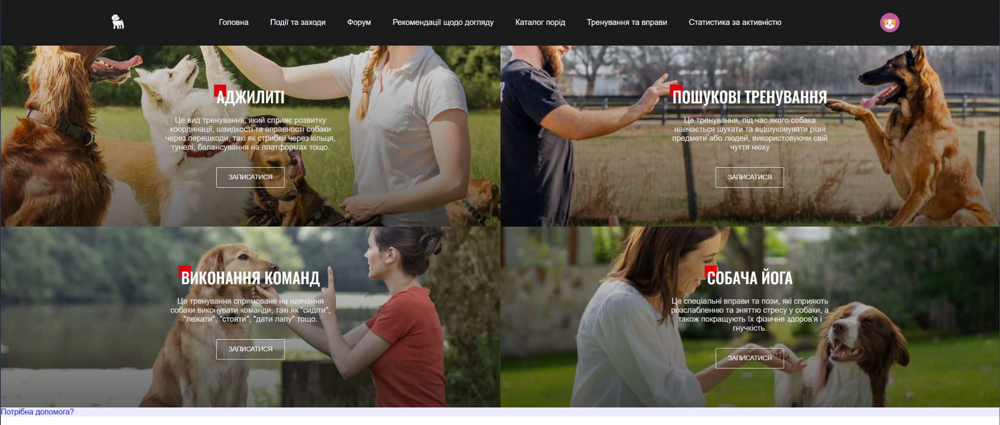 Головна Події та заходи Форум Рекомендації щодо догляду Каталог порід Тренування та вправи Статистика за активністю
АДЖИЛИТІ
Це вид тренування, який сприяє розвитку
координації, швидкості та вправності собаки
через перешкоди, такі як стрибки через кільця,
тунелі, балансування на платформах тощо.
ЗАПИСАТИСЯ
ПОШУКОВІ ТРЕНУВАННЯ
Це тренування, під час якого собака
навчається шукати та відшуковувати різні
предмети або людей, використовуючи свій
чуття нюху
ЗАПИСАТИСЯ
ВИКОНАННЯ КОМАНД
Це тренування спрямоване на навчання
собаки виконувати команди, такі як "сидіти",
"лежати", "стояти", "дати лапу" тощо.
ЗАПИСАТИСЯ
СОБАЧА ЙОГА
Це спеціальні вправи та пози, які сприяють
розслабленню та зняттю стресу у собаки, а
також покращують їх фізичне здоров'я і
гнучкість.
ЗАПИСАТИСЯ
Потрібна допомога?